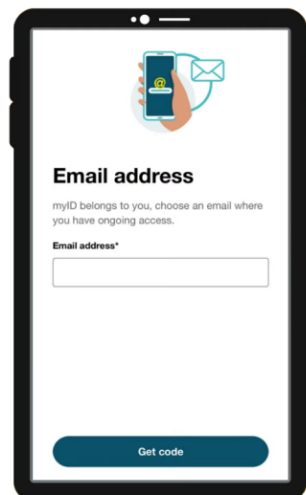 @
Email address
myID belongs to you, choose an email where
you have ongoing access.
Email address*
Get code